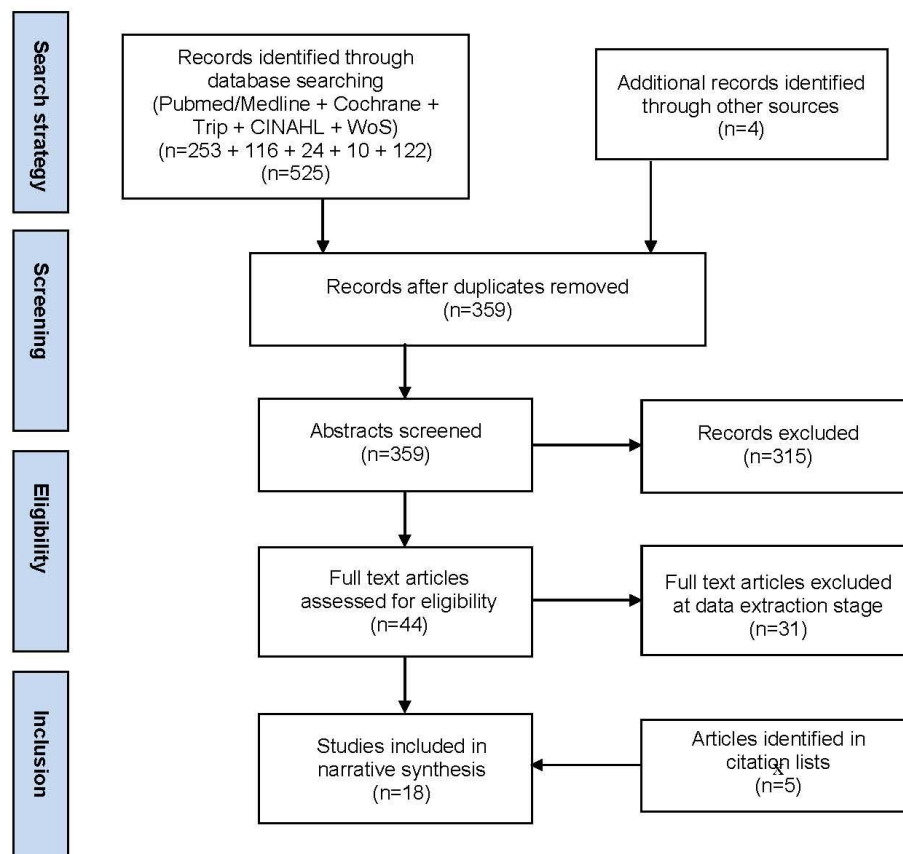 Search strategy
Records identified through
database searching
(Pubmed/Medline + Cochrane +
Trip + CINAHL + WoS)
(n=253 + 116 + 24 + 10 + 122)
(n=525)
Additional records identified
through other sources
(n=4)
Screening
Records after duplicates removed
(n=359)
Abstracts screened
(n=359)
Records excluded
(n=315)
Eligibility
Full text articles
assessed for eligibility
(n=44)
Full text articles excluded
at data extraction stage
(n=31)
Inclusion
Studies included in
narrative synthesis
(n=18)
Articles identified in
citation lists
x
(n=5)